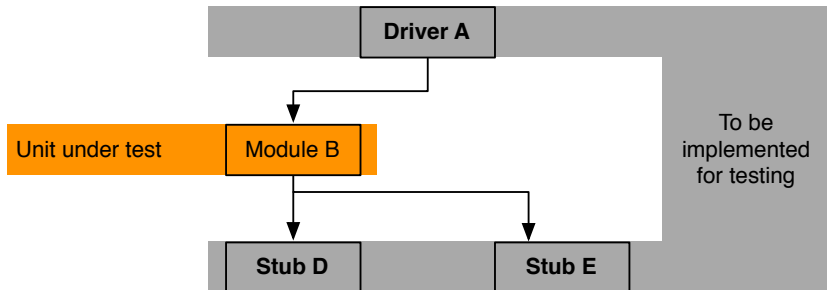 Driver A
Unit under test
Module B
To be
implemented
for testing
Stub D
Stub E